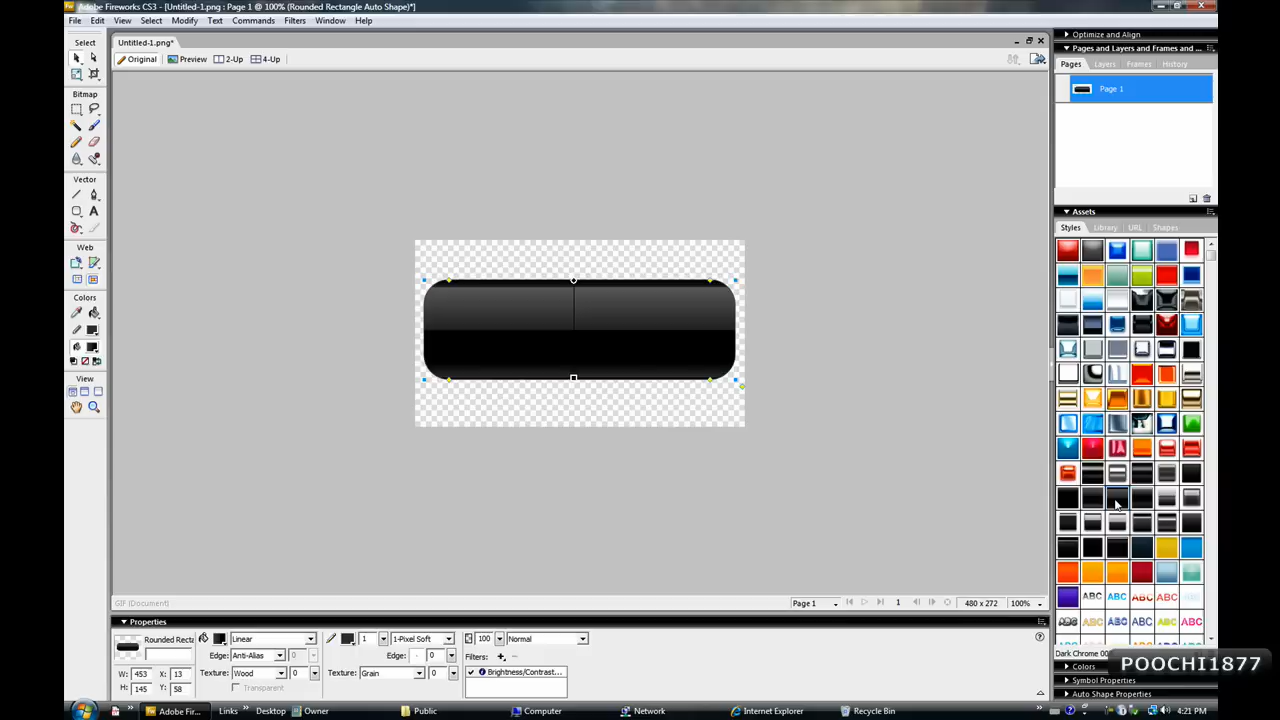 Adobe Fireworks CS3 - [Untitled-1.png : Page 1 @ 100% (Rounded Rectangle Auto Shape)*]
File Edit View Select Modify Text Commands Filters Window Help
Select
Bitmap
Vector
Web
Colors
View
Untitled-1.png*
Original Preview 2-Up 4-Up
GIF (Document)
Page 1 1 480 x 272 100%
Optimize and Align
Pages and Layers and Frames and ...
Pages Layers Frames History
Page 1
Assets
Styles Library URL Shapes
ABC ABC ABC ABC ABC
ABC ABC ABC ABC ABC ABC
Colors
Symbol Properties
Auto Shape Properties
POOCHI1877
Properties
Rounded Recta
W: 453 X: 13
H: 145 Y: 58
Linear
Edge: Anti-Alias 0
Texture: Wood 0
Transparent
1 1-Pixel Soft
Edge: 0
Texture: Grain 0
100 Normal
Filters:
Brightness/Contrast...
Adobe Fir... Links Desktop Owner Public Computer Network Internet Explorer Recycle Bin 4:21 PM